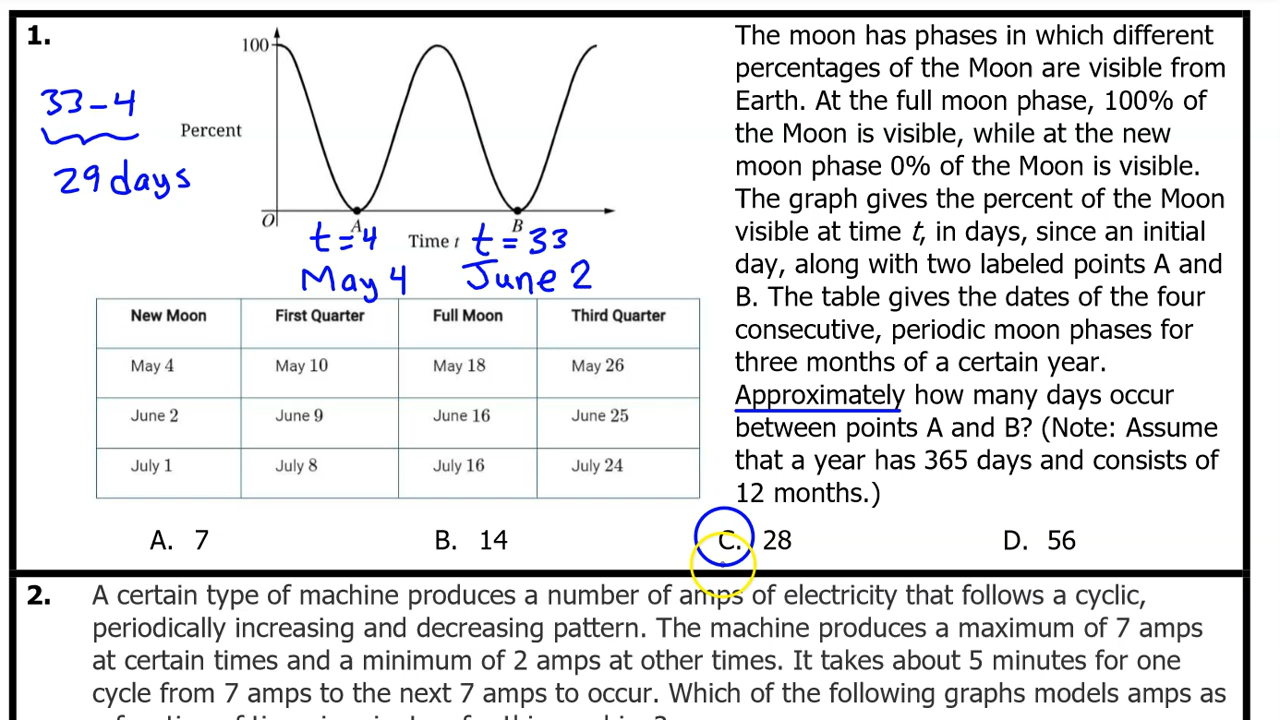 1.
100
Percent
O
A
B
Time t
33-4
29 days
t=4
t=33
May 4
June 2
New Moon First Quarter Full Moon Third Quarter
May 4 May 10 May 18 May 26
June 2 June 9 June 16 June 25
July 1 July 8 July 16 July 24
The moon has phases in which different
percentages of the Moon are visible from
Earth. At the full moon phase, 100% of
the Moon is visible, while at the new
moon phase 0% of the Moon is visible.
The graph gives the percent of the Moon
visible at time t, in days, since an initial
day, along with two labeled points A and
B. The table gives the dates of the four
consecutive, periodic moon phases for
three months of a certain year.
Approximately how many days occur
between points A and B? (Note: Assume
that a year has 365 days and consists of
12 months.)
A. 7 B. 14 C. 28 D. 56
2. A certain type of machine produces a number of amps of electricity that follows a cyclic,
periodically increasing and decreasing pattern. The machine produces a maximum of 7 amps
at certain times and a minimum of 2 amps at other times. It takes about 5 minutes for one
cycle from 7 amps to the next 7 amps to occur. Which of the following graphs models amps as